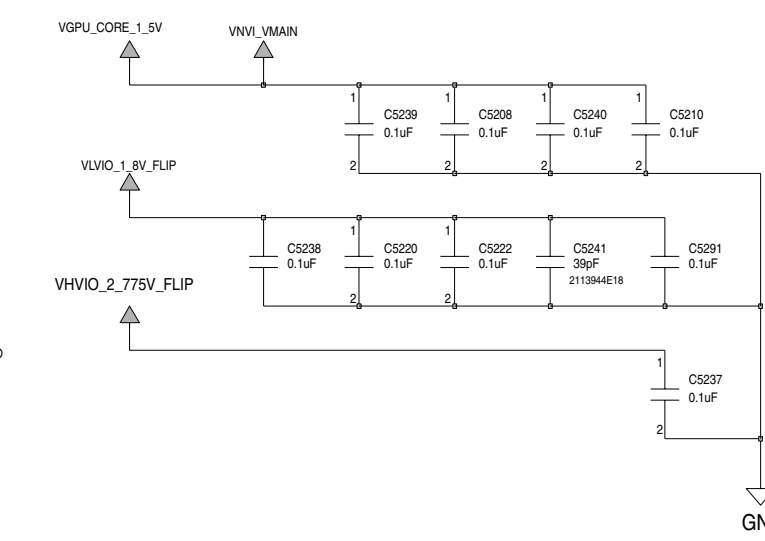 VGPU_CORE_1_5V
VNVI_VMAIN
1 1 1 1
C5239 C5208 C5240 C5210
0.1uF 0.1uF 0.1uF 0.1uF
2 2 2 2
VLVIO_1_8V_FLIP
1 1
C5238 C5220 C5222 C5241 C5291
0.1uF 0.1uF 0.1uF 39pF 0.1uF
2113944E18
VHVIO_2_775V_FLIP
2 2
1
C5237
0.1uF
2